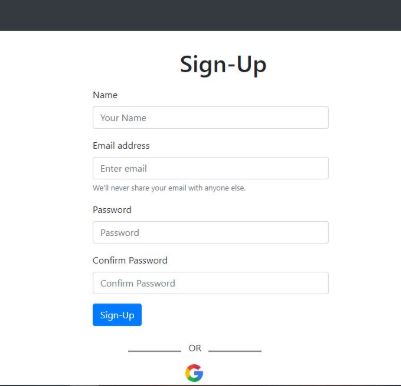 Sign-Up
Name
Your Name
Email address
Enter email
We'll never share your email with anyone else.
Password
Password
Confirm Password
Confirm Password
Sign-Up
OR